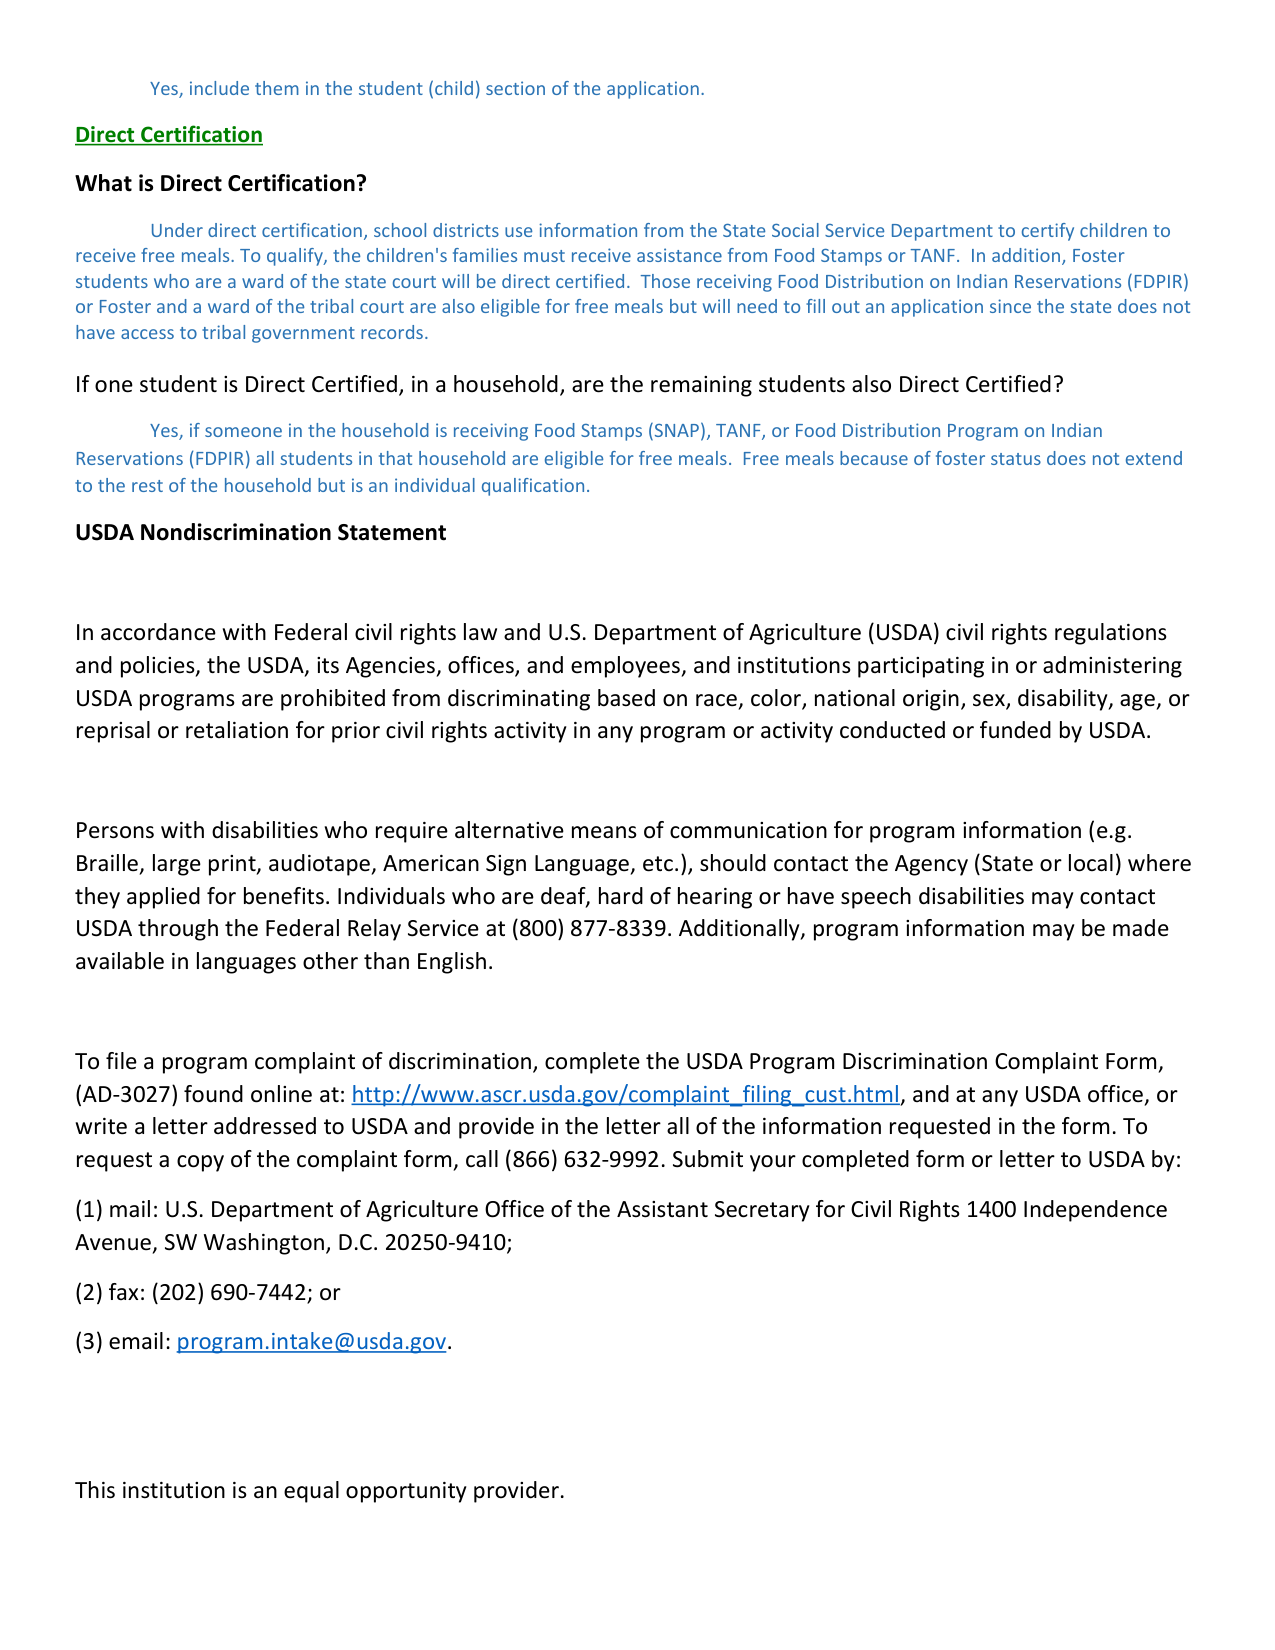 Yes, include them in the student (child) section of the application.
Direct Certification
What is Direct Certification?
Under direct certification, school districts use information from the State Social Service Department to certify children to
receive free meals. To qualify, the children's families must receive assistance from Food Stamps or TANF.  In addition, Foster
students who are a ward of the state court will be direct certified.  Those receiving Food Distribution on Indian Reservations (FDPIR)
or Foster and a ward of the tribal court are also eligible for free meals but will need to fill out an application since the state does not
have access to tribal government records.
If one student is Direct Certified, in a household, are the remaining students also Direct Certified?
Yes, if someone in the household is receiving Food Stamps (SNAP), TANF, or Food Distribution Program on Indian
Reservations (FDPIR) all students in that household are eligible for free meals.  Free meals because of foster status does not extend
to the rest of the household but is an individual qualification.
USDA Nondiscrimination Statement
In accordance with Federal civil rights law and U.S. Department of Agriculture (USDA) civil rights regulations
and policies, the USDA, its Agencies, offices, and employees, and institutions participating in or administering
USDA programs are prohibited from discriminating based on race, color, national origin, sex, disability, age, or
reprisal or retaliation for prior civil rights activity in any program or activity conducted or funded by USDA.
Persons with disabilities who require alternative means of communication for program information (e.g.
Braille, large print, audiotape, American Sign Language, etc.), should contact the Agency (State or local) where
they applied for benefits. Individuals who are deaf, hard of hearing or have speech disabilities may contact
USDA through the Federal Relay Service at (800) 877-8339. Additionally, program information may be made
available in languages other than English.
To file a program complaint of discrimination, complete the USDA Program Discrimination Complaint Form,
(AD-3027) found online at: http://www.ascr.usda.gov/complaint_filing_cust.html, and at any USDA office, or
write a letter addressed to USDA and provide in the letter all of the information requested in the form. To
request a copy of the complaint form, call (866) 632-9992. Submit your completed form or letter to USDA by:
(1) mail: U.S. Department of Agriculture Office of the Assistant Secretary for Civil Rights 1400 Independence
Avenue, SW Washington, D.C. 20250-9410;
(2) fax: (202) 690-7442; or
(3) email: program.intake@usda.gov.
This institution is an equal opportunity provider.